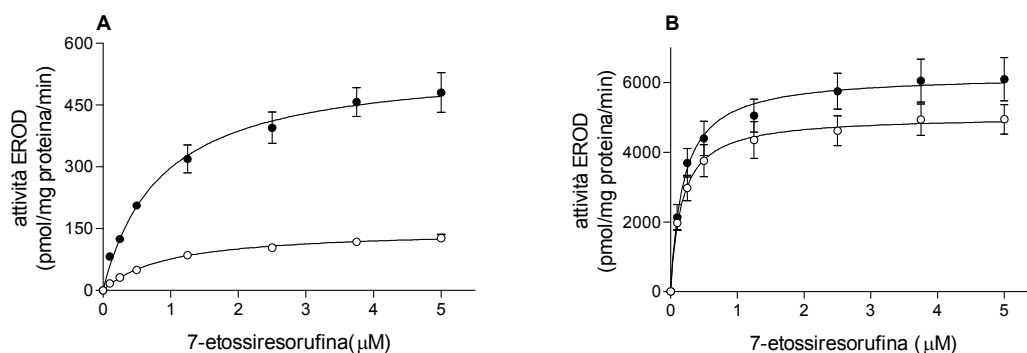 A
600
450
300
150
0
attività EROD
(pmol/mg proteina/min)
0 1 2 3 4 5
7-etossiresorufina(μM)
B
6000
4000
2000
0
attività EROD
(pmol/mg proteina/min)
0 1 2 3 4 5
7-etossiresorufina (μM)